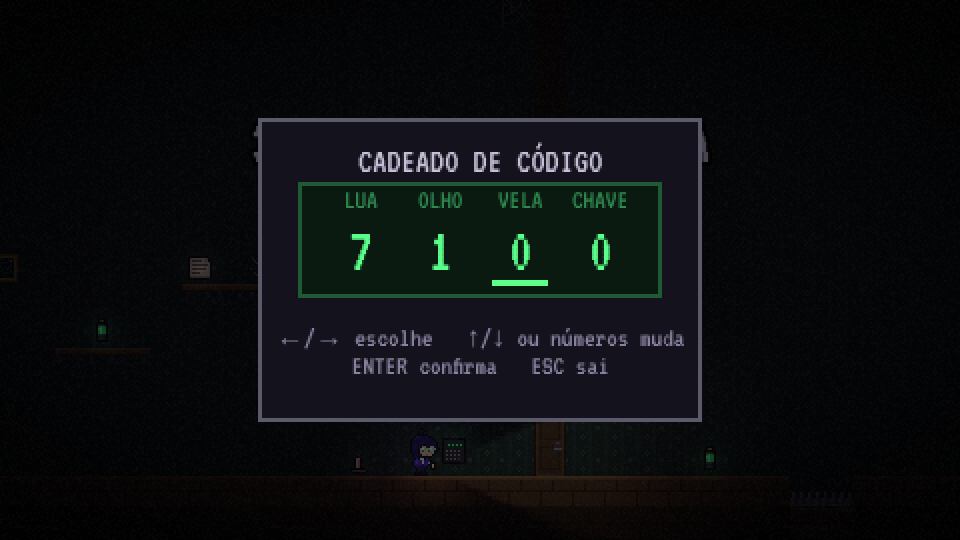 CADEADO DE CÓDIGO
LUA OLHO VELA CHAVE
7 1 0 0
←/→ escolhe ↑/↓ ou números muda
ENTER confirma ESC sai